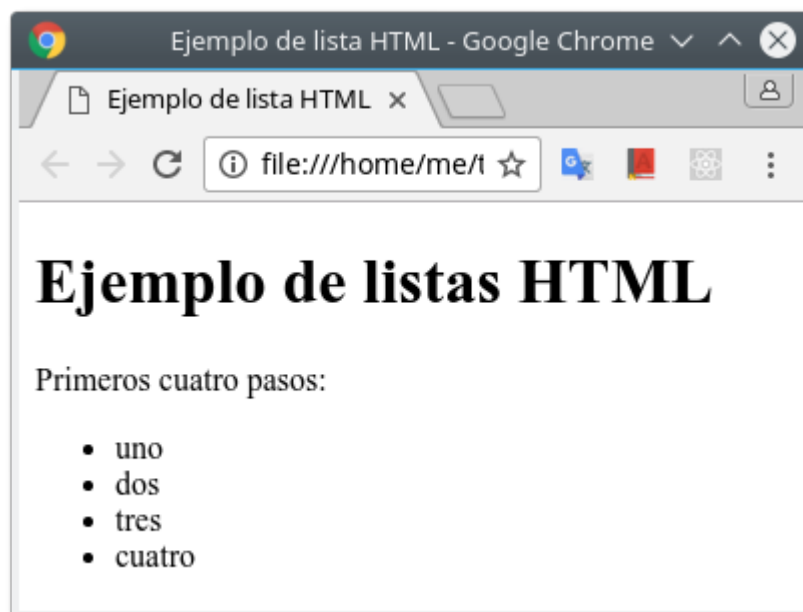 Ejemplo de lista HTML - Google Chrome
Ejemplo de lista HTML
file:///home/me/t
Ejemplo de listas HTML
Primeros cuatro pasos:
uno
dos
tres
cuatro